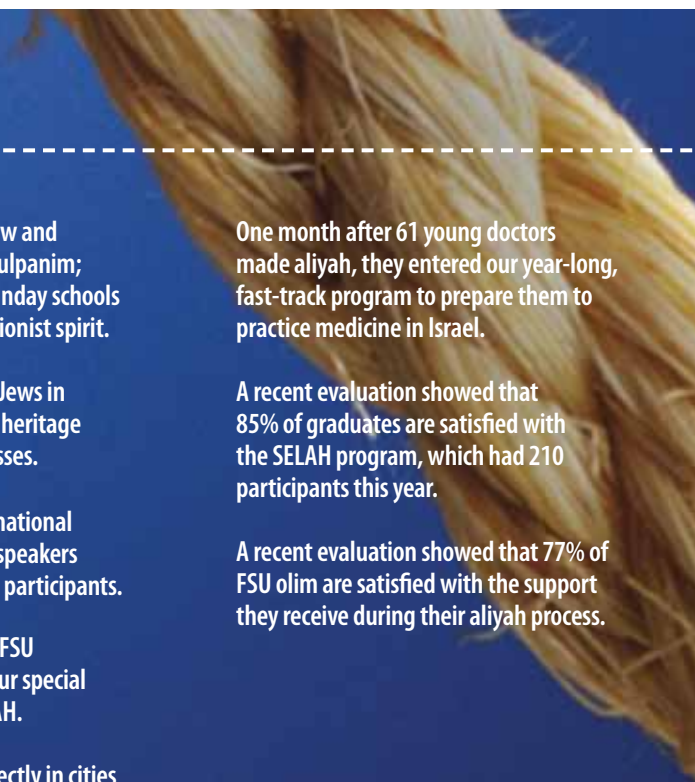 w and
ulpanim;
nday schools
ionist spirit.
Jews in
heritage
sses.
national
speakers
participants.
FSU
ur special
AH.
ectly in cities
One month after 61 young doctors
made aliyah, they entered our year-long,
fast-track program to prepare them to
practice medicine in Israel.
A recent evaluation showed that
85% of graduates are satisfied with
the SELAH program, which had 210
participants this year.
A recent evaluation showed that 77% of
FSU olim are satisfied with the support
they receive during their aliyah process.